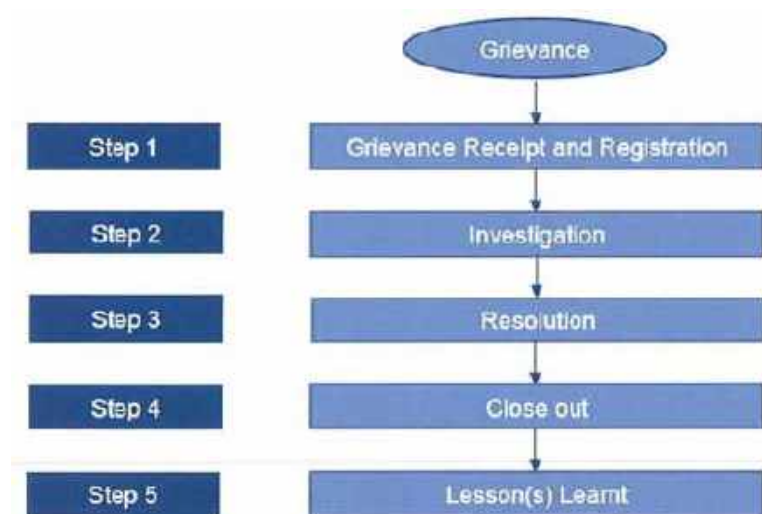 Grievance
Step 1
Grievance Receipt and Registration
Step 2
Investigation
Step 3
Resolution
Step 4
Close out
Step 5
Lesson(s) Learnt